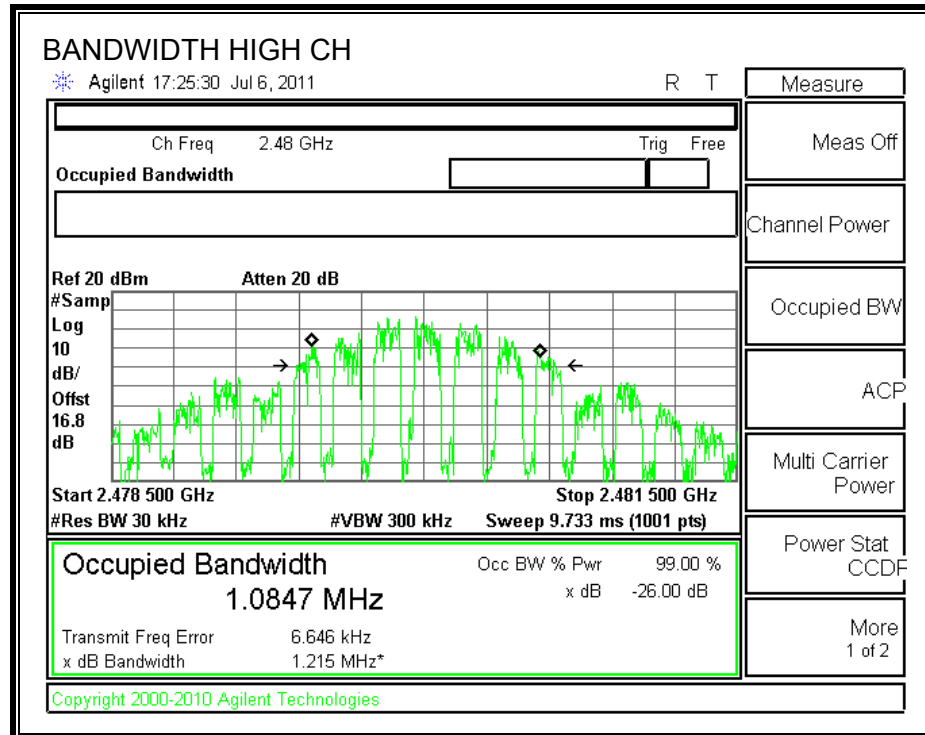 BANDWIDTH HIGH CH
Agilent 17:25:30 Jul 6, 2011 R T
Measure
Ch Freq 2.48 GHz Trig Free
Meas Off
Occupied Bandwidth
Channel Power
Ref 20 dBm Atten 20 dB
#Samp
Log
10
dB/
Offst
16.8
dB
Occupied BW
ACP
Multi Carrier
Power
Start 2.478 500 GHz Stop 2.481 500 GHz
#Res BW 30 kHz #VBW 300 kHz Sweep 9.733 ms (1001 pts)
Power Stat
CCDF
Occupied Bandwidth Occ BW % Pwr 99.00 %
1.0847 MHz x dB -26.00 dB
Transmit Freq Error 6.646 kHz
x dB Bandwidth 1.215 MHz*
More
1 of 2
Copyright 2000-2010 Agilent Technologies